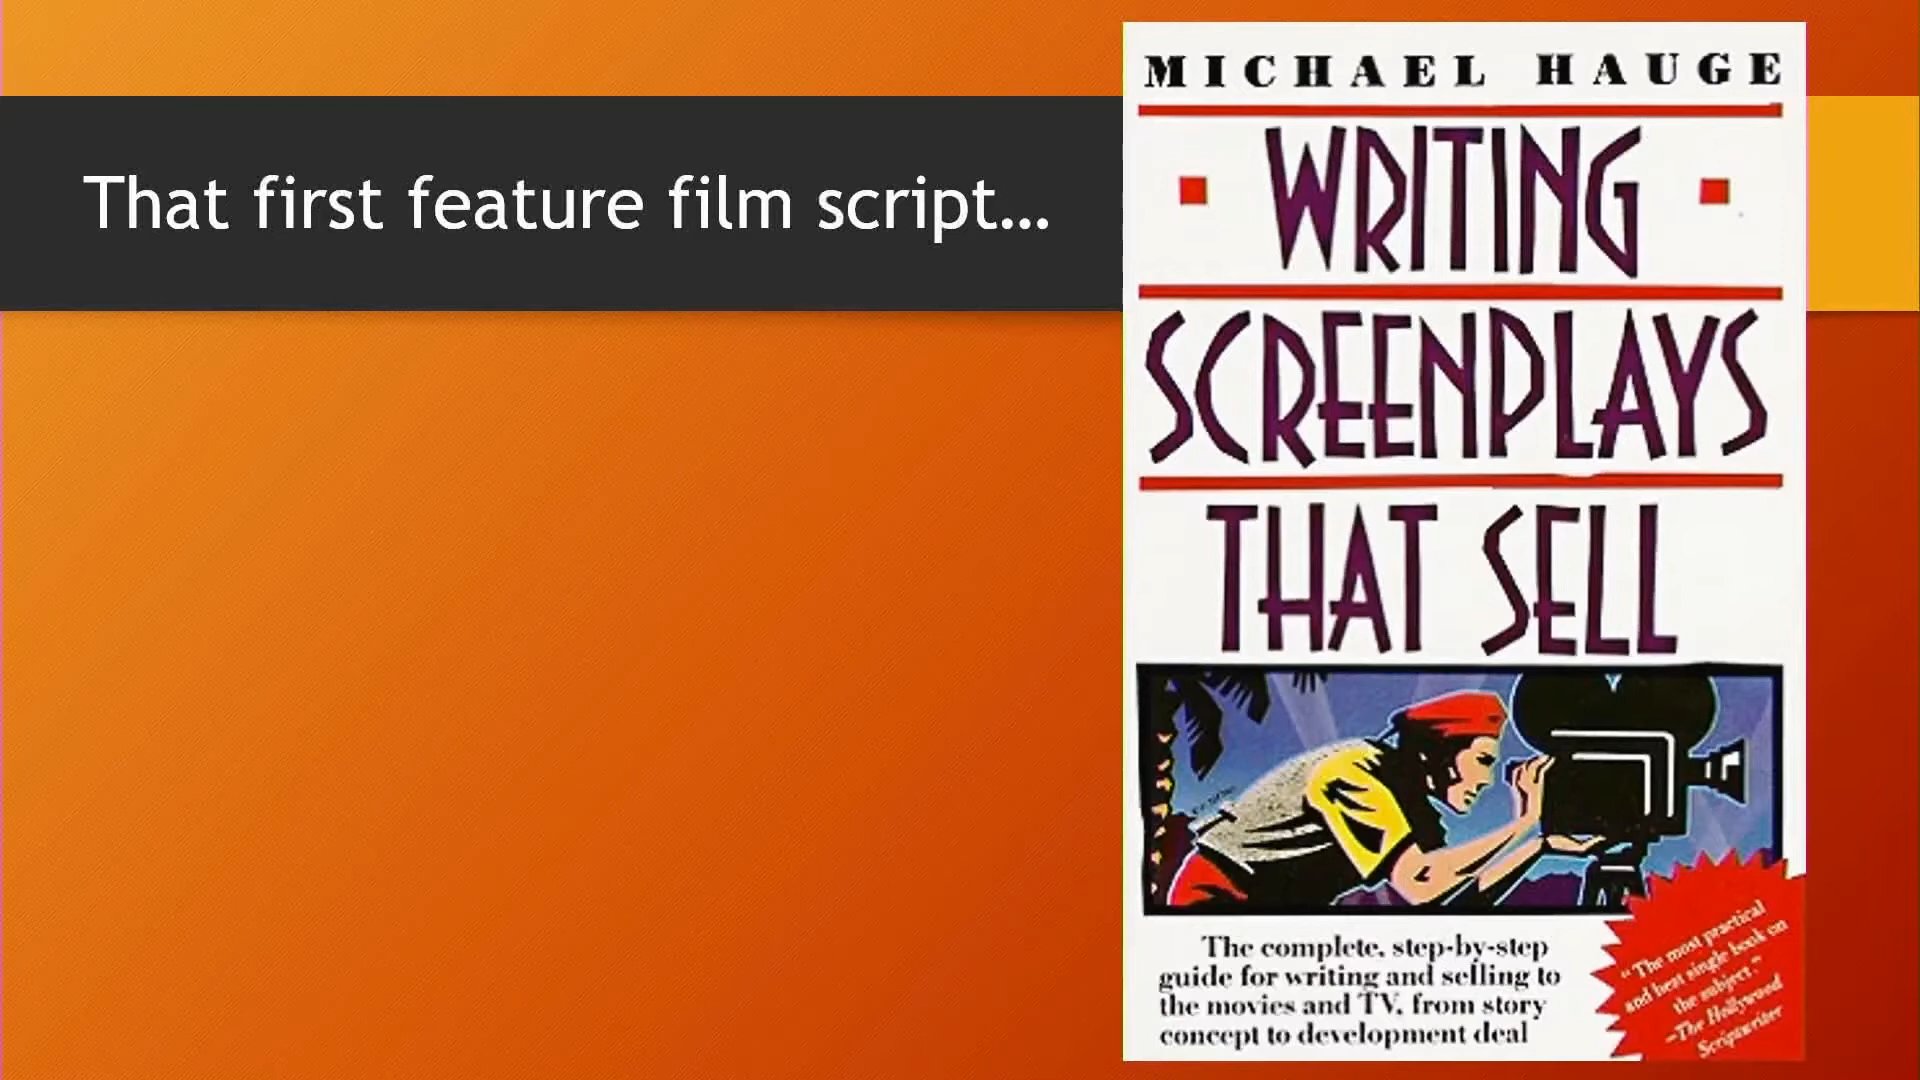 That first feature film script...
MICHAEL HAUGE
WRITING
SCREENPLAYS
THAT SELL
The complete, step-by-step
guide for writing and selling to
the movies and TV, from story
concept to development deal
"The most practical
and best single book on
the subject."
—The Hollywood
Scriptwriter